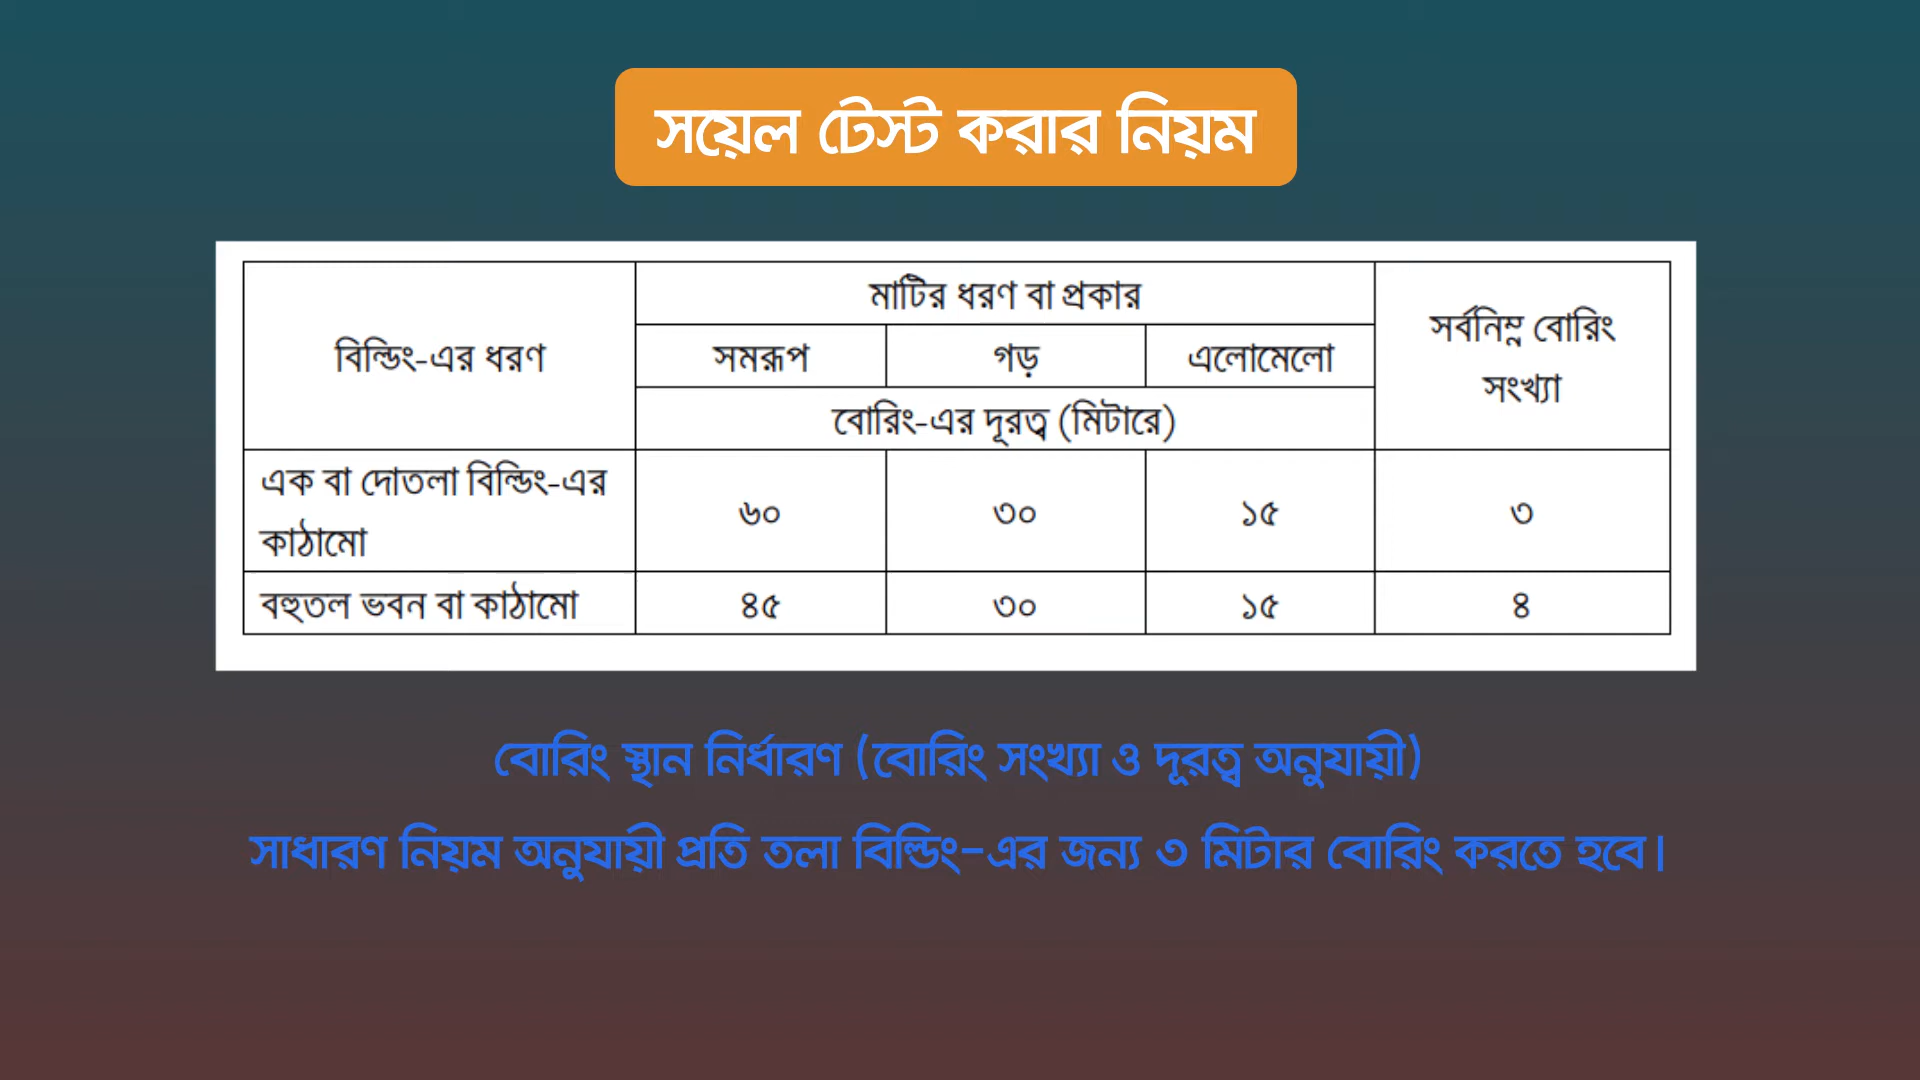 সয়েল টেস্ট করার নিয়ম
বিল্ডিং-এর ধরণ
মাটির ধরণ বা প্রকার
সর্বনিম্ন বোরিং
সংখ্যা
সমরূপ গড় এলোমেলো
বোরিং-এর দূরত্ব (মিটারে)
এক বা দোতলা বিল্ডিং-এর
কাঠামো
৬০ ৩০ ১৫ ৩
বহুতল ভবন বা কাঠামো ৪৫ ৩০ ১৫ ৪
বোরিং স্থান নির্ধারণ (বোরিং সংখ্যা ও দূরত্ব অনুযায়ী)
সাধারণ নিয়ম অনুযায়ী প্রতি তলা বিল্ডিং-এর জন্য ৩ মিটার বোরিং করতে হবে।